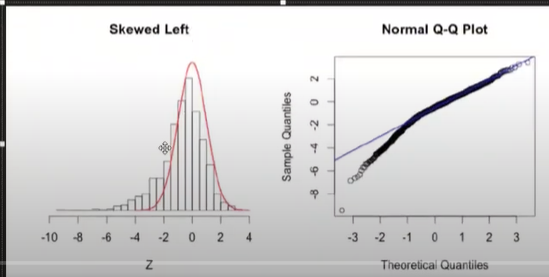 Skewed Left
-10 -8 -6 -4 -2 0 2 4
Z
Normal Q-Q Plot
Sample Quantiles
2
0
-2
-4
-6
-8
-3 -2 -1 0 1 2 3
Theoretical Quantiles